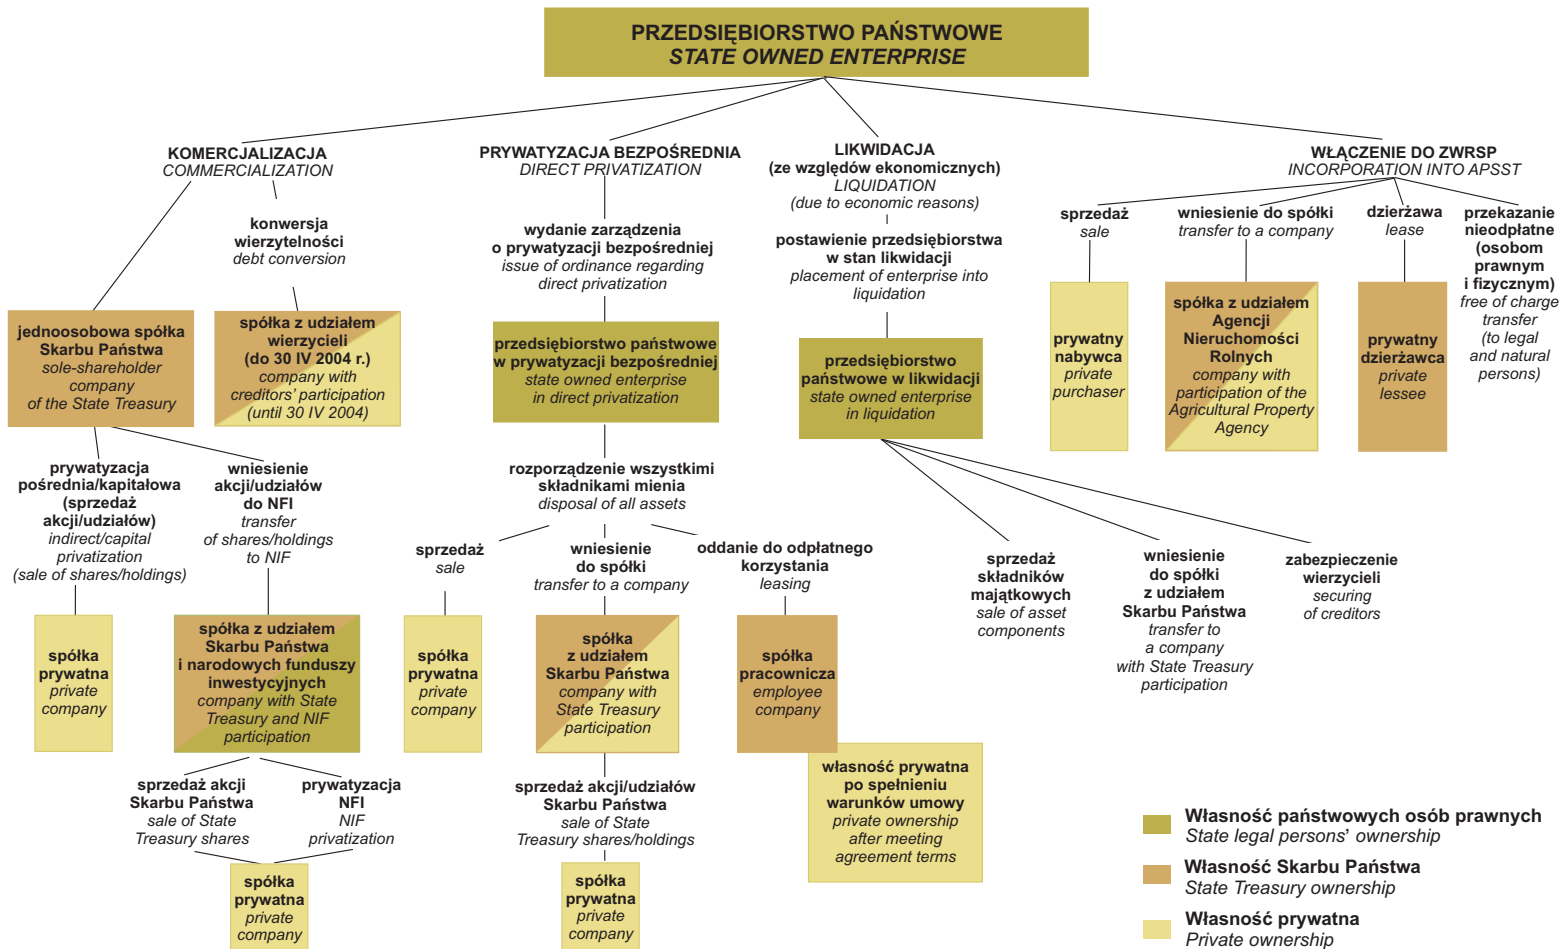 PRZEDSIĘBIORSTWO PAŃSTWOWE
STATE OWNED ENTERPRISE
KOMERCJALIZACJA
COMMERCIALIZATION
konwersja
wierzytelności
debt conversion
jednoosobowa spółka
Skarbu Państwa
sole-shareholder
company
of the State Treasury
spółka z udziałem
wierzycieli
(do 30 IV 2004 r.)
company with
creditors' participation
(until 30 IV 2004)
prywatyzacja
pośrednia/kapitałowa
(sprzedaż
akcji/udziałów)
indirect/capital
privatization
(sale of shares/holdings)
wniesienie
akcji/udziałów
do NFI
transfer
of shares/holdings
to NIF
spółka
prywatna
private
company
spółka z udziałem
Skarbu Państwa
i narodowych funduszy
inwestycyjnych
company with State
Treasury and NIF
participation
sprzedaż akcji
Skarbu Państwa
sale of State
Treasury shares
prywatyzacja
NFI
NIF
privatization
spółka
prywatna
private
company
PRYWATYZACJA BEZPOŚREDNIA
DIRECT PRIVATIZATION
wydanie zarządzenia
o prywatyzacji bezpośredniej
issue of ordinance regarding
direct privatization
przedsiębiorstwo państwowe
w prywatyzacji bezpośredniej
state owned enterprise
in direct privatization
rozporządzenie wszystkimi
składnikami mienia
disposal of all assets
sprzedaż
sale
wniesienie
do spółki
transfer to a company
oddanie do odpłatnego
korzystania
leasing
spółka
prywatna
private
company
spółka
z udziałem
Skarbu Państwa
company with
State Treasury
participation
spółka
pracownicza
employee
company
własność prywatna
po spełnieniu
warunków umowy
private ownership
after meeting
agreement terms
sprzedaż akcji/udziałów
Skarbu Państwa
sale of State
Treasury shares/holdings
spółka
prywatna
private
company
LIKWIDACJA
(ze względów ekonomicznych)
LIQUIDATION
(due to economic reasons)
postawienie przedsiębiorstwa
w stan likwidacji
placement of enterprise into
liquidation
przedsiębiorstwo
państwowe w likwidacji
state owned enterprise
in liquidation
sprzedaż
składników
majątkowych
sale of asset
components
wniesienie
do spółki
z udziałem
Skarbu Państwa
transfer to
a company
with State Treasury
participation
zabezpieczenie
wierzycieli
securing
of creditors
WŁĄCZENIE DO ZWRSP
INCORPORATION INTO APSST
sprzedaż
sale
wniesienie do spółki
transfer to a company
dzierżawa
lease
przekazanie
nieodpłatne
(osobom
prawnym
i fizycznym)
free of charge
transfer
(to legal
and natural
persons)
prywatny
nabywca
private
purchaser
spółka z udziałem
Agencji
Nieruchomości
Rolnych
company with
participation of the
Agricultural Property
Agency
prywatny
dzierżawca
private
lessee
Własność państwowych osób prawnych
State legal persons' ownership
Własność Skarbu Państwa
State Treasury ownership
Własność prywatna
Private ownership